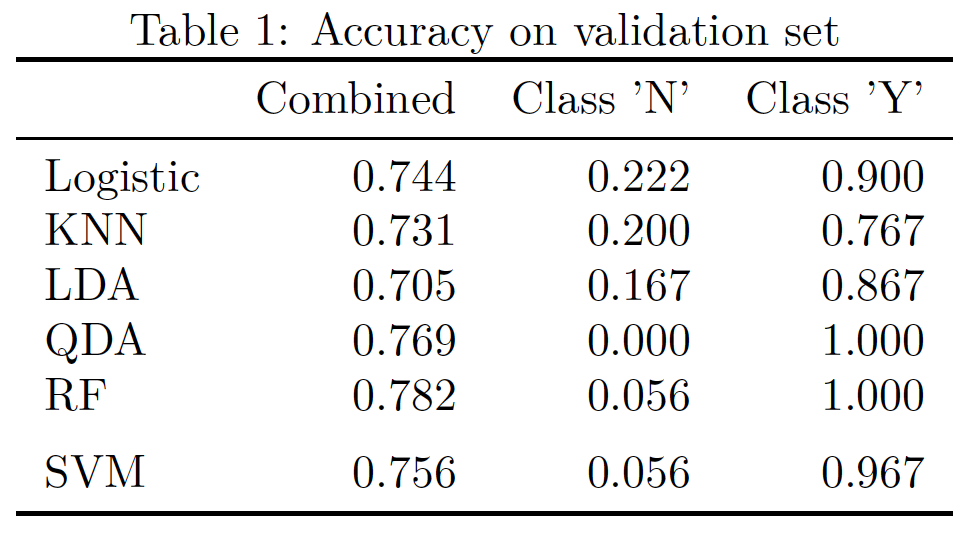 Table 1: Accuracy on validation set
Combined Class ’N’ Class ’Y’
Logistic 0.744 0.222 0.900
KNN 0.731 0.200 0.767
LDA 0.705 0.167 0.867
QDA 0.769 0.000 1.000
RF 0.782 0.056 1.000
SVM 0.756 0.056 0.967